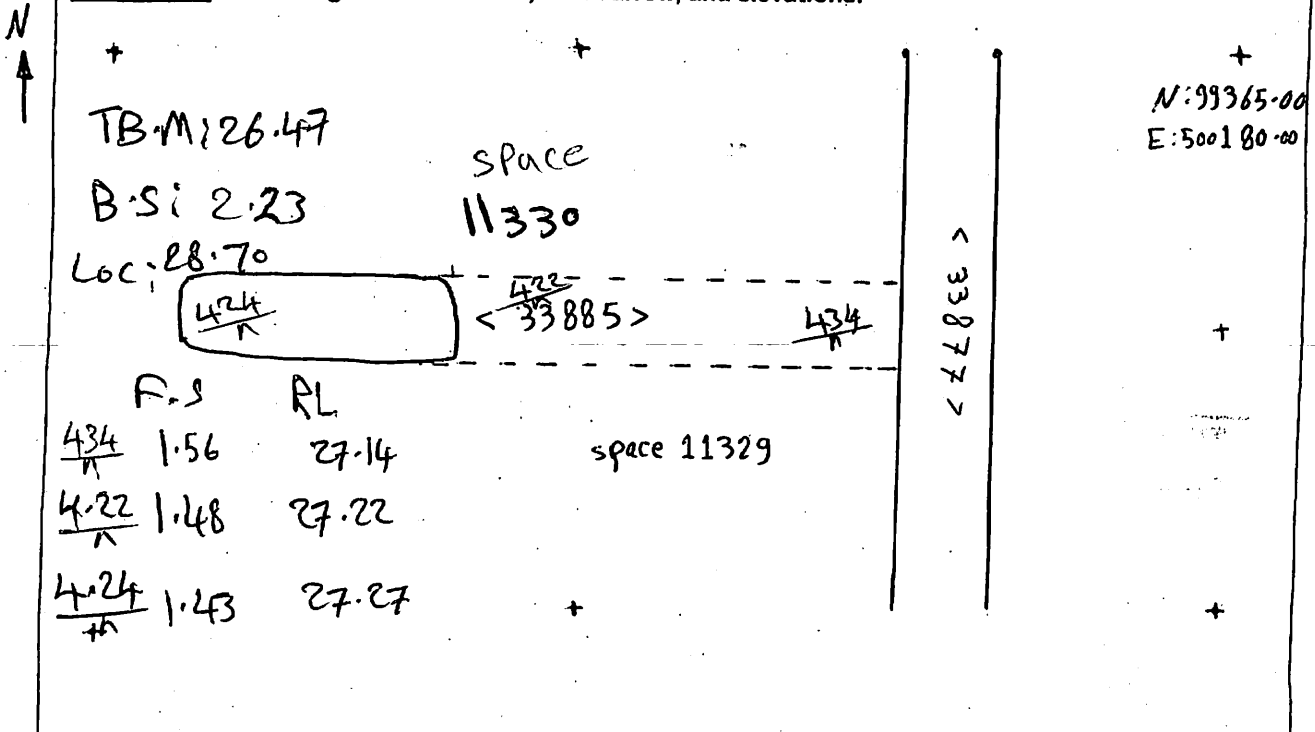 N
and elevations.
N:99365.00
E:500180.00
TB.M:26.47
B.S: 2.23
Loc:28.70
space
11330
424/n
422/n
< 33885>
434/n
< 33877>
F.S RL
434/n 1.56 27.14
4.22/n 1.48 27.22
4.24/n 1.43 27.27
space 11329